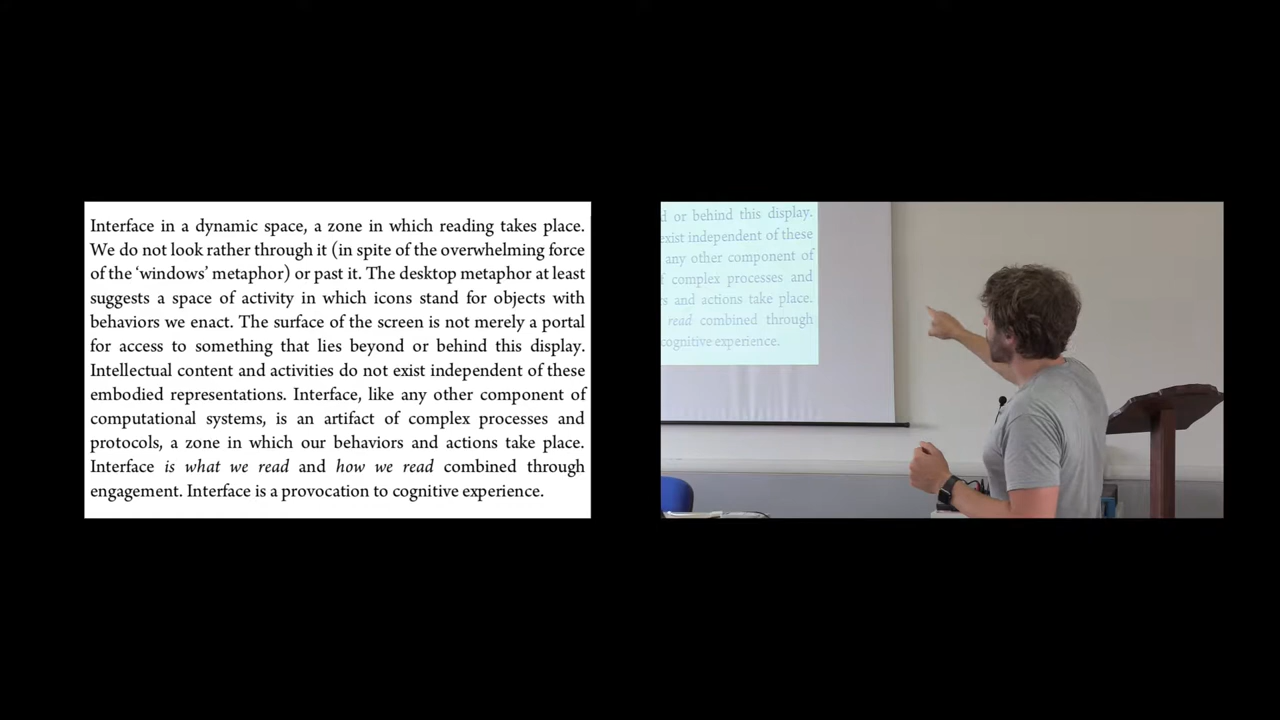 Interface in a dynamic space, a zone in which reading takes place.
We do not look rather through it (in spite of the overwhelming force
of the ‘windows’ metaphor) or past it. The desktop metaphor at least
suggests a space of activity in which icons stand for objects with
behaviors we enact. The surface of the screen is not merely a portal
for access to something that lies beyond or behind this display.
Intellectual content and activities do not exist independent of these
embodied representations. Interface, like any other component of
computational systems, is an artifact of complex processes and
protocols, a zone in which our behaviors and actions take place.
Interface is what we read and how we read combined through
engagement. Interface is a provocation to cognitive experience.
d or behind this display.
exist independent of these
any other component of
f complex processes and
s and actions take place.
read combined through
cognitive experience.